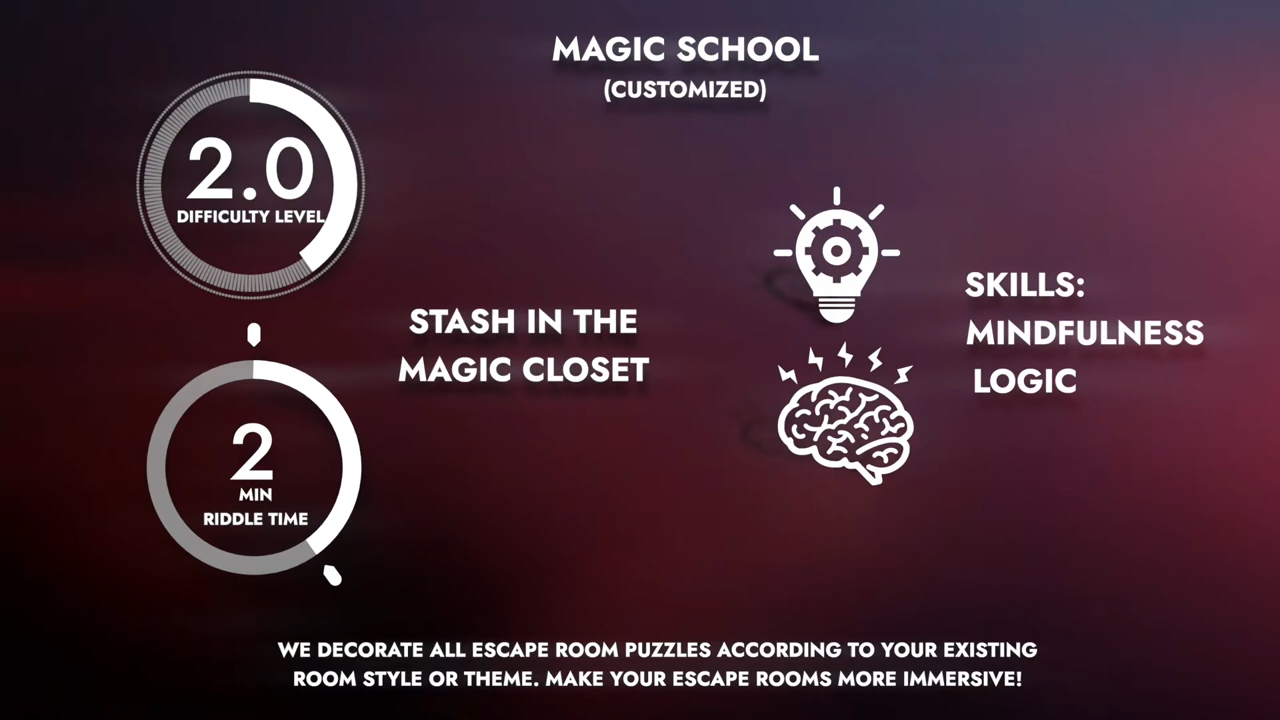 MAGIC SCHOOL
(CUSTOMIZED)
2.0
DIFFICULTY LEVEL
STASH IN THE
MAGIC CLOSET
2
MIN
RIDDLE TIME
SKILLS:
MINDFULNESS
LOGIC
WE DECORATE ALL ESCAPE ROOM PUZZLES ACCORDING TO YOUR EXISTING
ROOM STYLE OR THEME. MAKE YOUR ESCAPE ROOMS MORE IMMERSIVE!